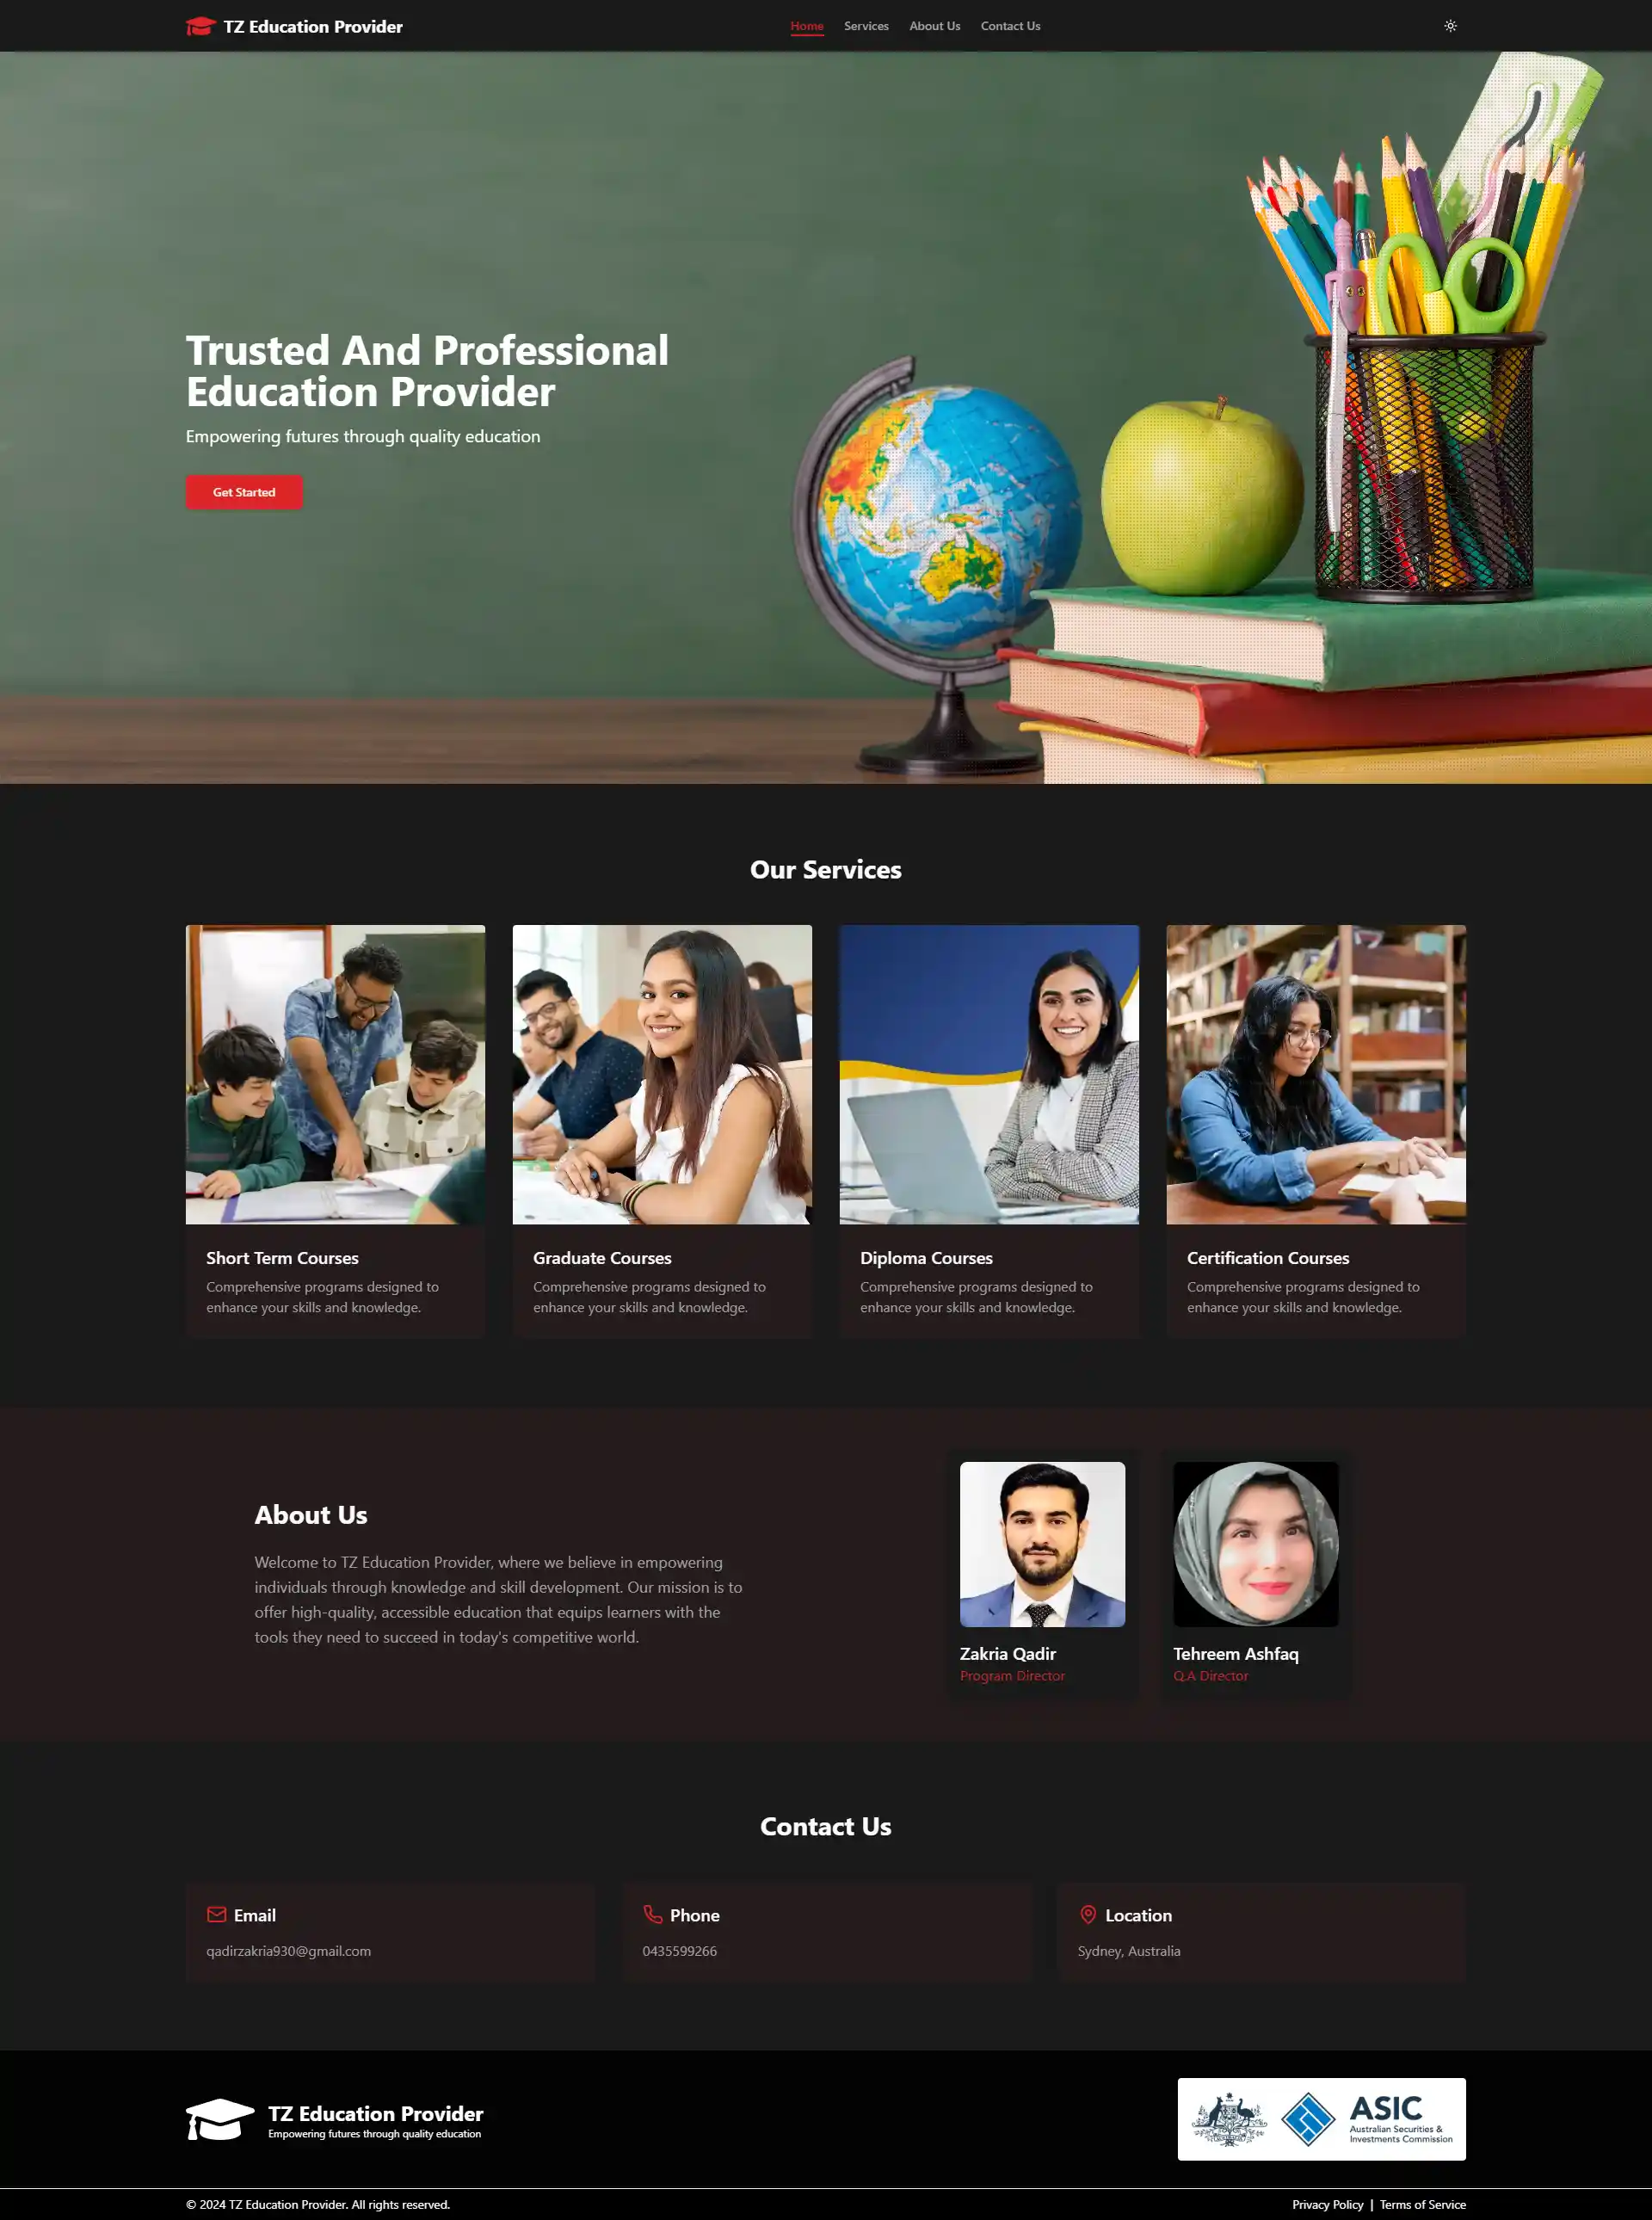 TZ Education Provider
Home
Services
About Us
Contact Us
Trusted And Professional
Education Provider
Empowering futures through quality education
Get Started
Our Services
Short Term Courses
Comprehensive programs designed to
enhance your skills and knowledge.
Graduate Courses
Comprehensive programs designed to
enhance your skills and knowledge.
Diploma Courses
Comprehensive programs designed to
enhance your skills and knowledge.
Certification Courses
Comprehensive programs designed to
enhance your skills and knowledge.
About Us
Welcome to TZ Education Provider, where we believe in empowering
individuals through knowledge and skill development. Our mission is to
offer high-quality, accessible education that equips learners with the
tools they need to succeed in today's competitive world.
Zakria Qadir
Program Director
Tehreem Ashfaq
Q.A Director
Contact Us
Email
qadirzakria930@gmail.com
Phone
0435599266
Location
Sydney, Australia
TZ Education Provider
Empowering futures through quality education
ASIC
Australian Securities &
Investments Commission
© 2024 TZ Education Provider. All rights reserved.
Privacy Policy | Terms of Service